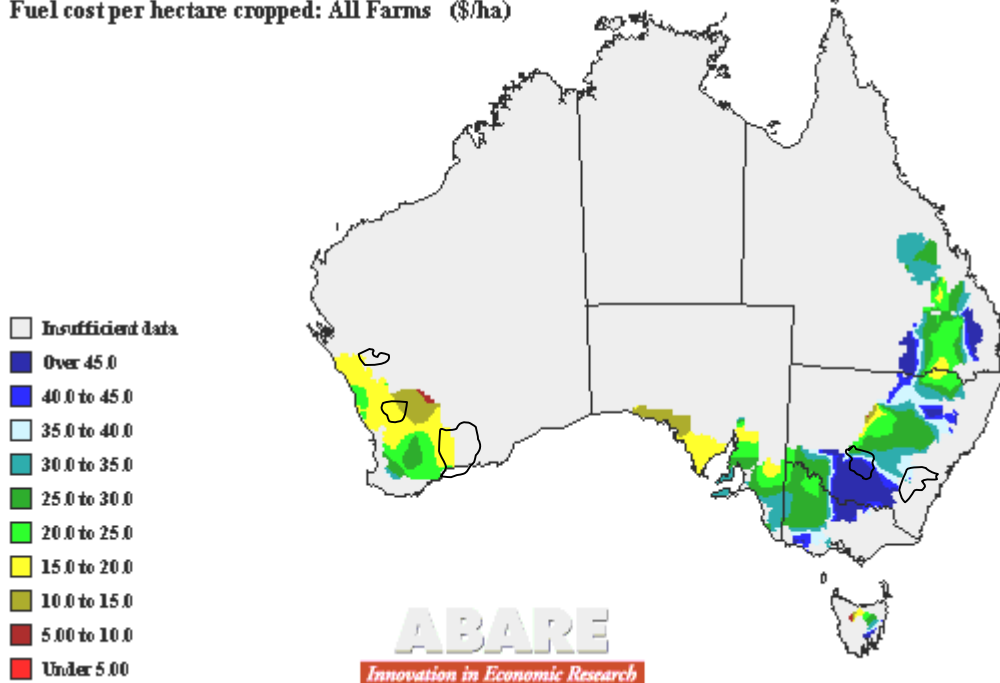 Fuel cost per hectare cropped: All Farms ($/ha)
Insufficient data
Over 45.0
40.0 to 45.0
35.0 to 40.0
30.0 to 35.0
25.0 to 30.0
20.0 to 25.0
15.0 to 20.0
10.0 to 15.0
5.00 to 10.0
Under 5.00
ABARE
Innovation in Economic Research